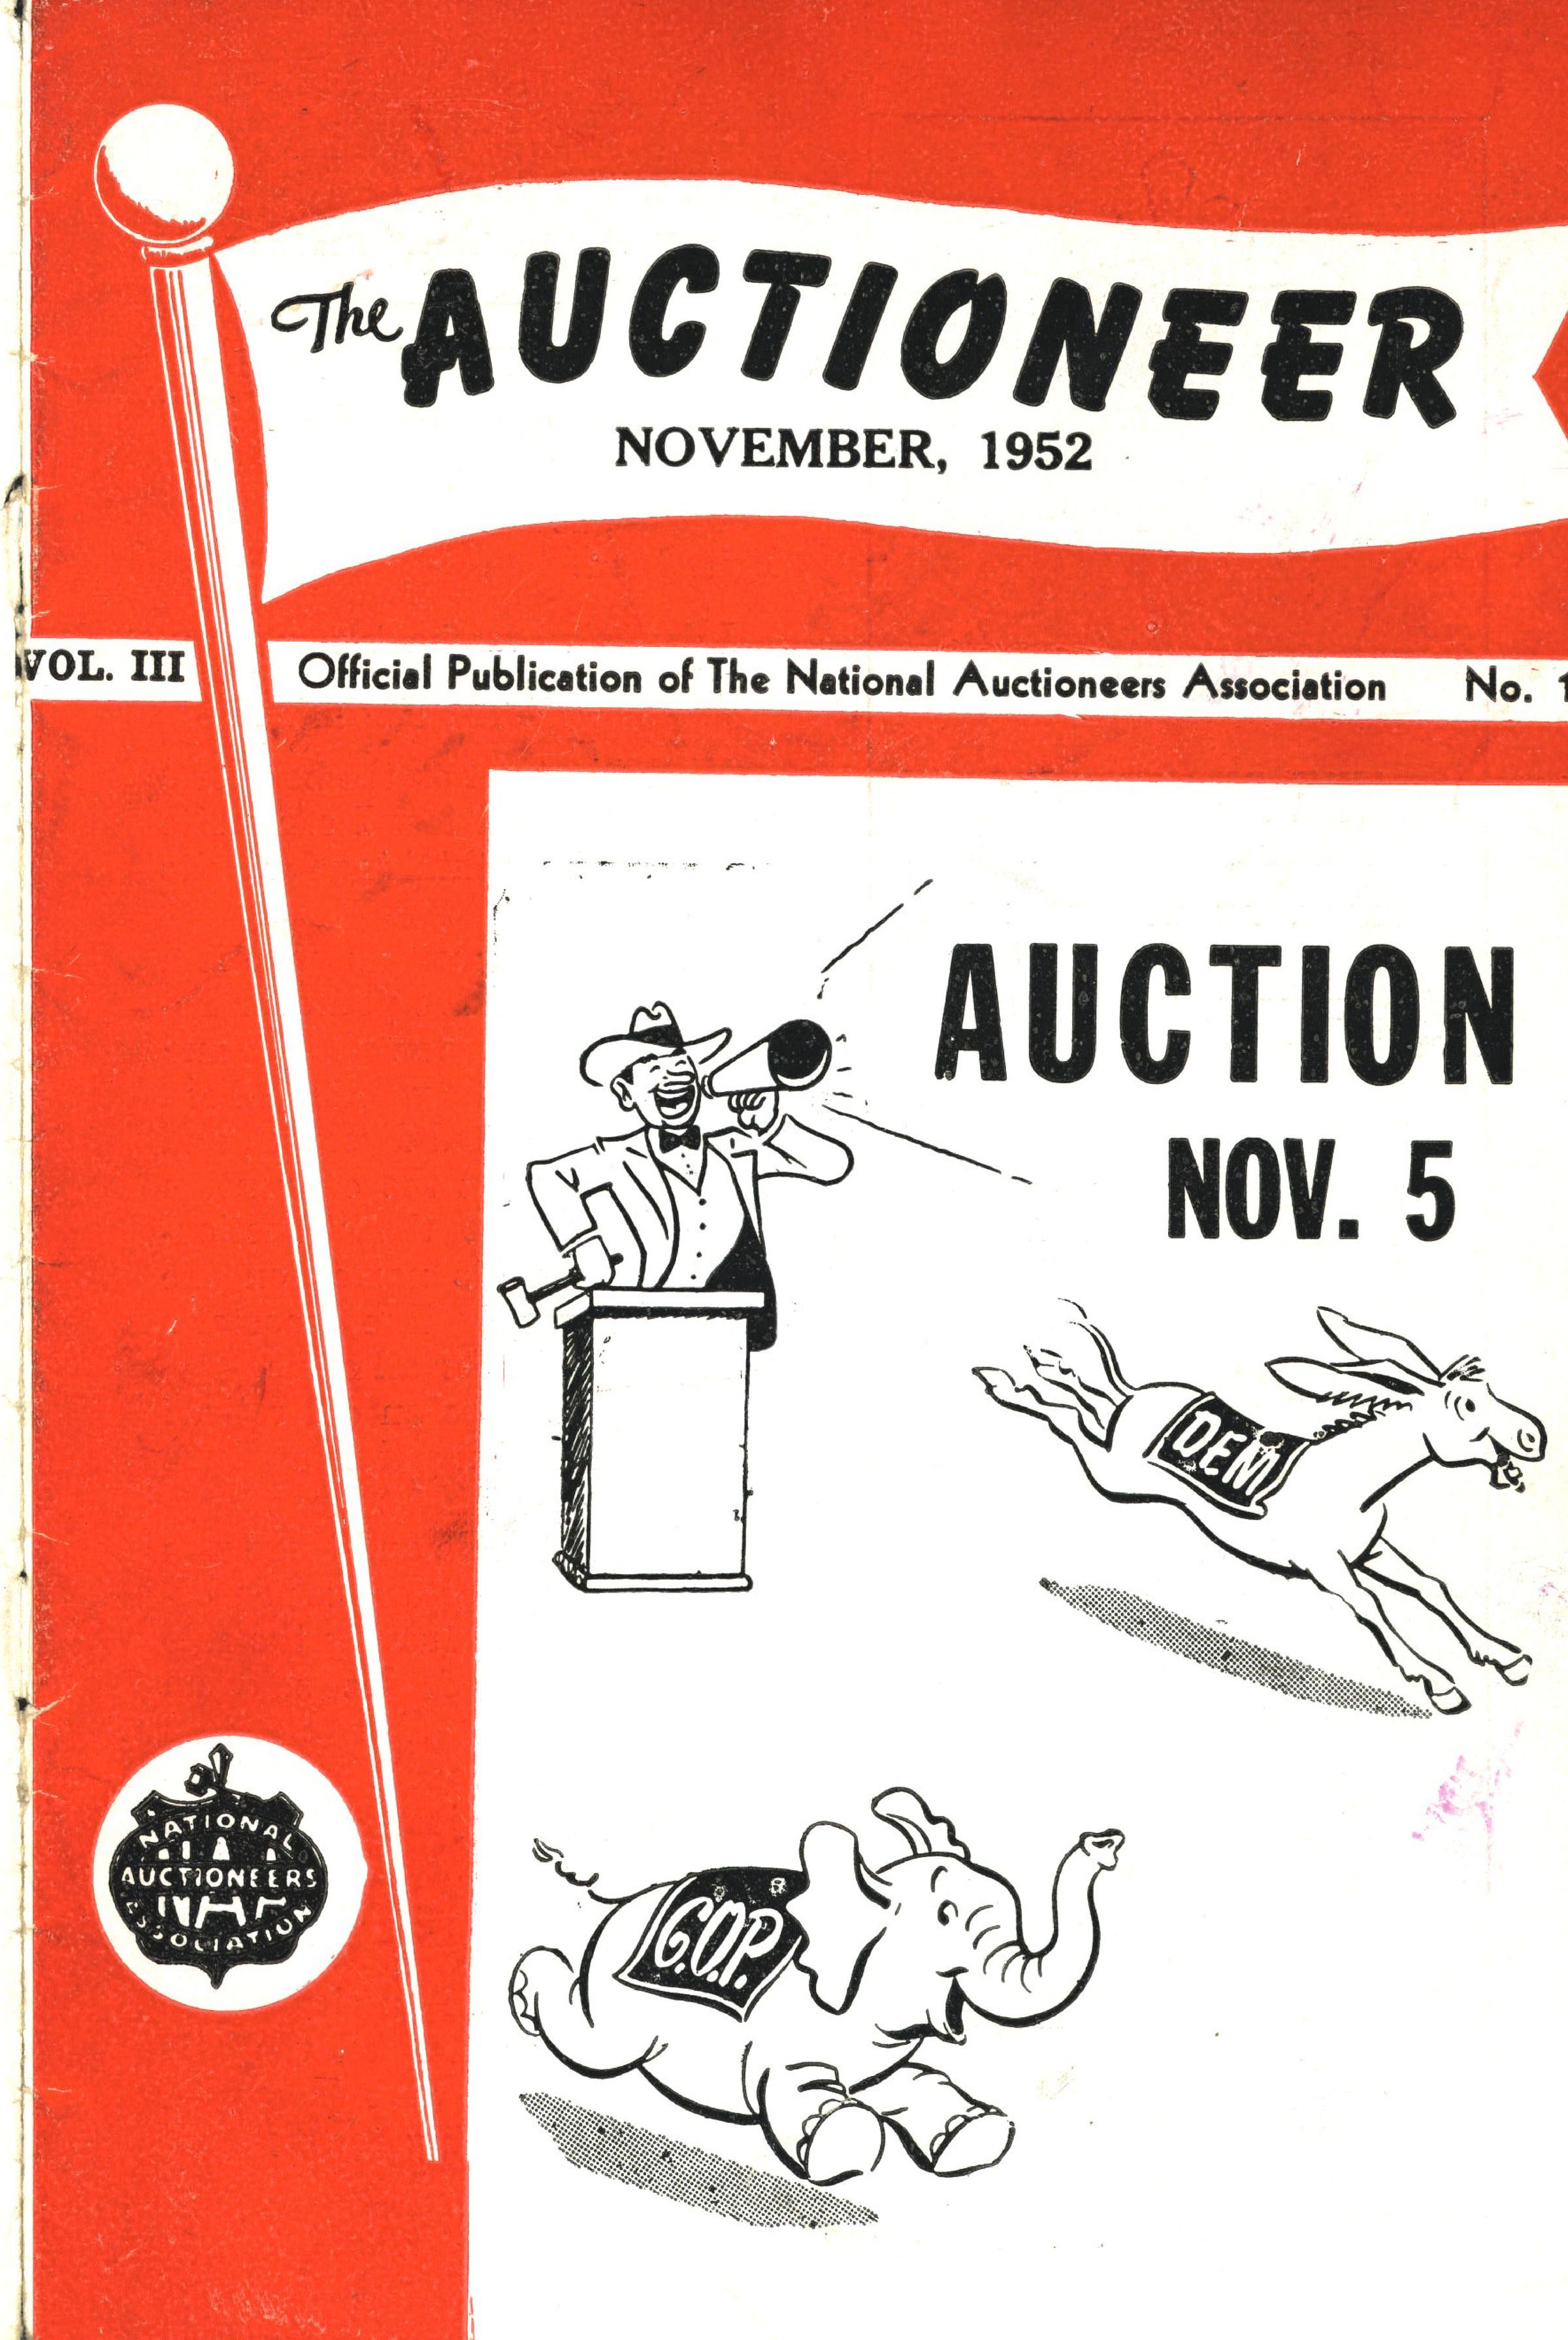 The AUCTIONEER
NOVEMBER, 1952
VOL. III Official Publication of The National Auctioneers Association No. 1
AUCTION
NOV. 5
DEM
G.O.P.
NATIONAL
AUCTIONEERS
ASSOCIATION